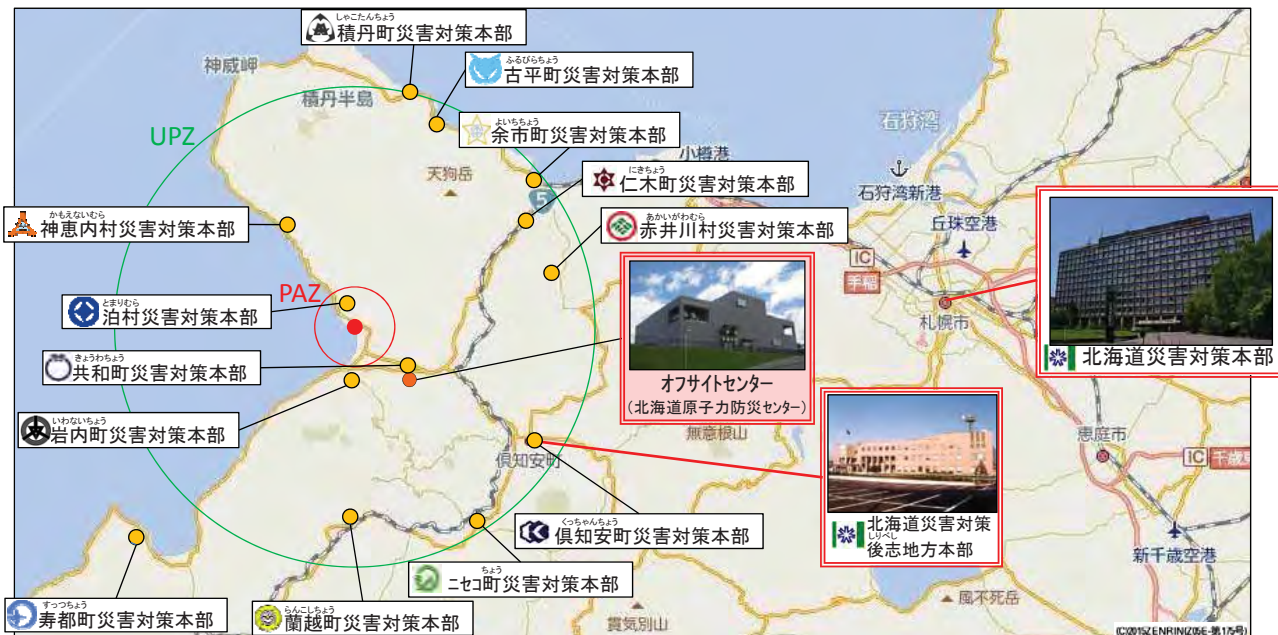 しゃこたんちょう
積丹町災害対策本部
神威岬
積丹半島
ふるびらちょう
古平町災害対策本部
UPZ
よいちちょう
余市町災害対策本部
石狩湾
小樽港
天狗岳
5
にきちょう
仁木町災害対策本部
石狩湾新港
かもえないむら
神恵内村災害対策本部
あかいがわむら
赤井川村災害対策本部
丘珠空港
IC
手稲
PAZ
とまりむら
泊村災害対策本部
札幌市
北海道災害対策本部
きょうわちょう
共和町災害対策本部
オフサイトセンター
(北海道原子力防災センター)
いわないちょう
岩内町災害対策本部
無意根山
恵庭市
倶知安町
IC
千歳
くっちゃんちょう
倶知安町災害対策本部
北海道災害対策
しりべし
後志地方本部
新千歳空港
ちょう
ニセコ町災害対策本部
風不死岳
すっつちょう
寿都町災害対策本部
らんこしちょう
蘭越町災害対策本部
貫気別山
(C)2015ZENRIN(Z05E-第175号)